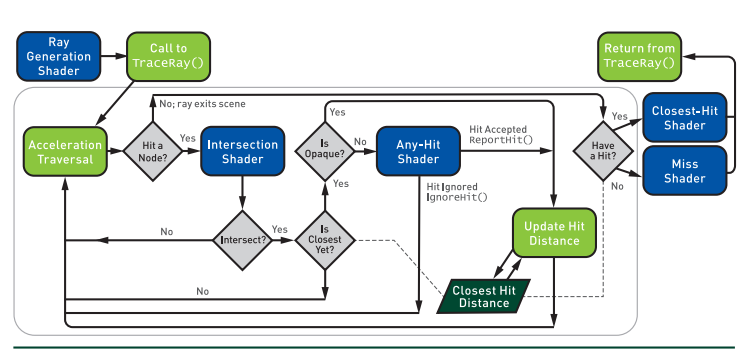 Ray
Generation
Shader
Call to
TraceRay()
Return from
TraceRay()
No; ray exits scene
Acceleration
Traversal
Hit a
Node?
Yes
Intersection
Shader
Yes
Is
Opaque?
No
Any-Hit
Shader
Hit Accepted
ReportHit()
Hit Ignored
IgnoreHit()
Have
a Hit?
Yes
Closest-Hit
Shader
No
Miss
Shader
Yes
No
Intersect?
Yes
Is
Closest
Yet?
Update Hit
Distance
No
Closest Hit
Distance